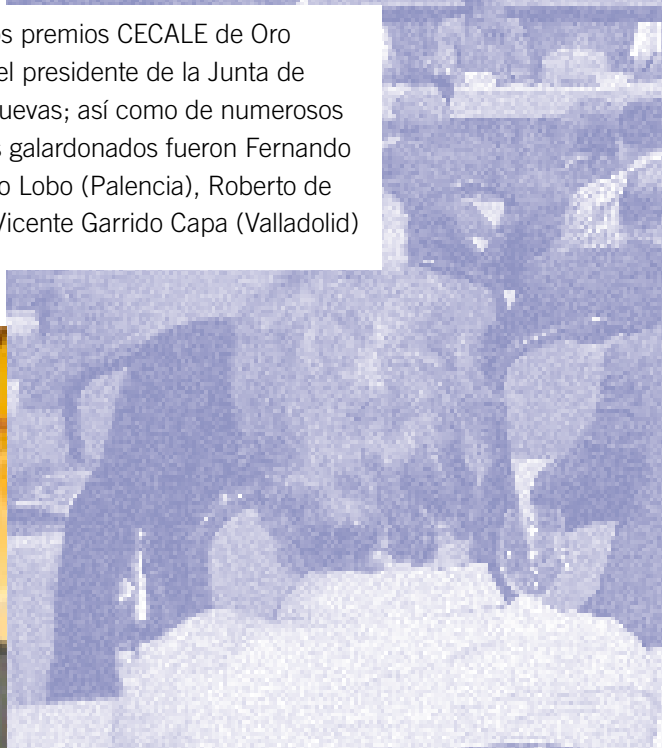 os premios CECALE de Oro
el presidente de la Junta de
uevas; así como de numerosos
s galardonados fueron Fernando
o Lobo (Palencia), Roberto de
Vicente Garrido Capa (Valladolid)